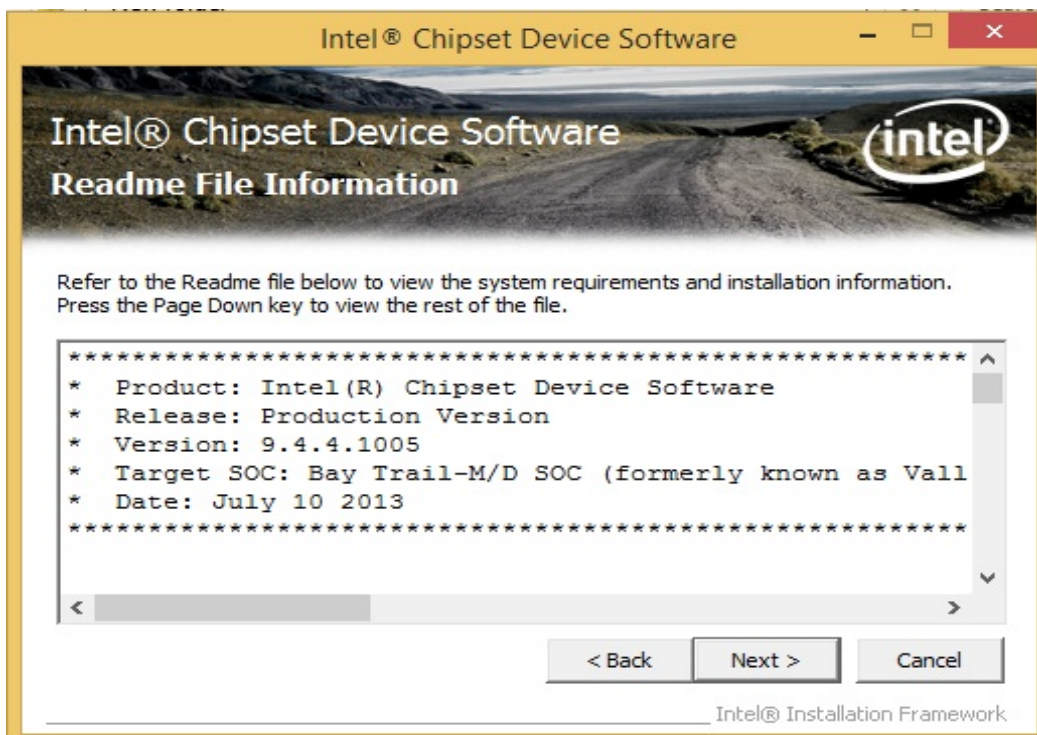 Intel® Chipset Device Software
Intel® Chipset Device Software
intel
Readme File Information
Refer to the Readme file below to view the system requirements and installation information.
Press the Page Down key to view the rest of the file.
********************************************************
* Product: Intel(R) Chipset Device Software
* Release: Production Version
* Version: 9.4.4.1005
* Target SOC: Bay Trail-M/D SOC (formerly known as Vall
* Date: July 10 2013
********************************************************
< Back Next > Cancel
Intel® Installation Framework